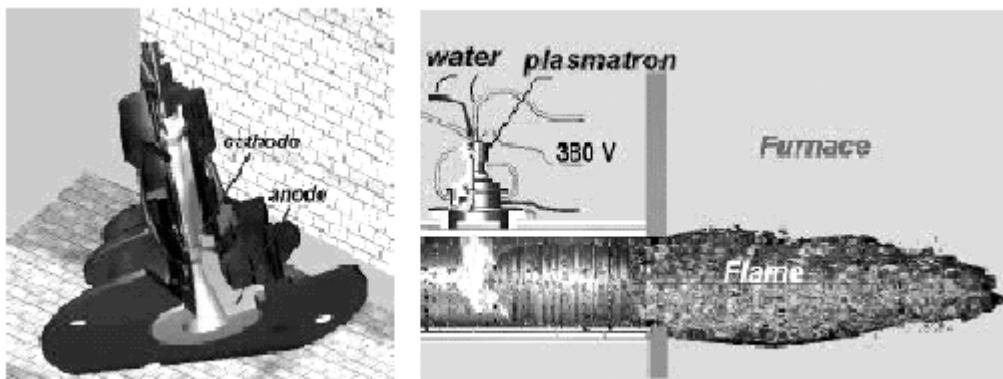 cathode
anode
water plasmatron
380 V
Furnace
Flame